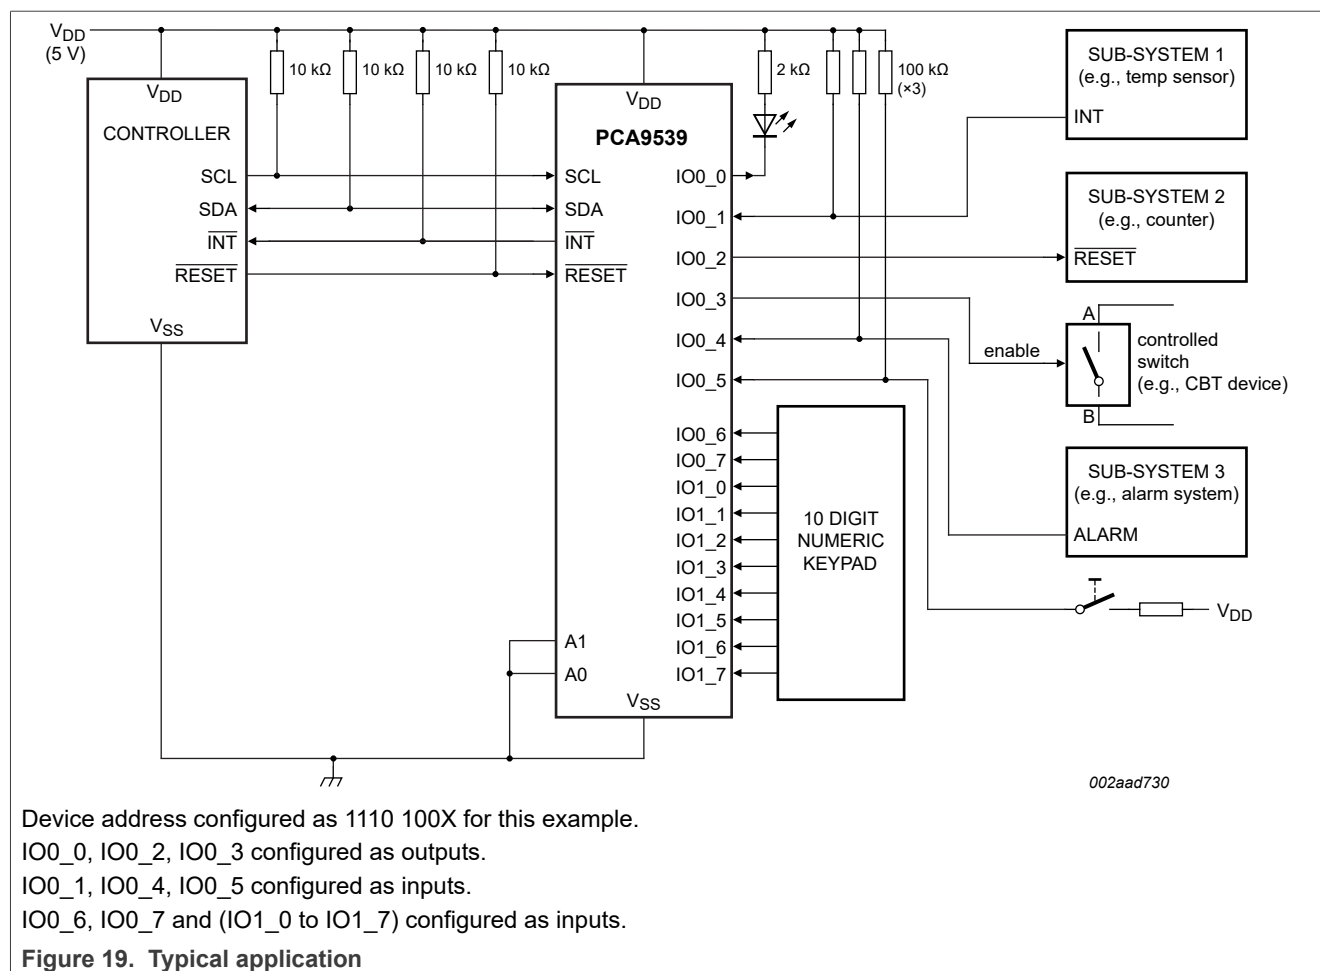 VDD
(5 V)
10 kΩ
10 kΩ
10 kΩ
10 kΩ
2 kΩ
100 kΩ
(×3)
VDD
CONTROLLER
SCL
SDA
INT
RESET
VSS
VDD
PCA9539
SCL
SDA
INT
RESET
A1
A0
VSS
IO0_0
IO0_1
IO0_2
IO0_3
IO0_4
IO0_5
IO0_6
IO0_7
IO1_0
IO1_1
IO1_2
IO1_3
IO1_4
IO1_5
IO1_6
IO1_7
10 DIGIT
NUMERIC
KEYPAD
SUB-SYSTEM 1
(e.g., temp sensor)
INT
SUB-SYSTEM 2
(e.g., counter)
RESET
A
enable
controlled
switch
(e.g., CBT device)
B
SUB-SYSTEM 3
(e.g., alarm system)
ALARM
VDD
002aad730
Device address configured as 1110 100X for this example.
IO0_0, IO0_2, IO0_3 configured as outputs.
IO0_1, IO0_4, IO0_5 configured as inputs.
IO0_6, IO0_7 and (IO1_0 to IO1_7) configured as inputs.
Figure 19. Typical application